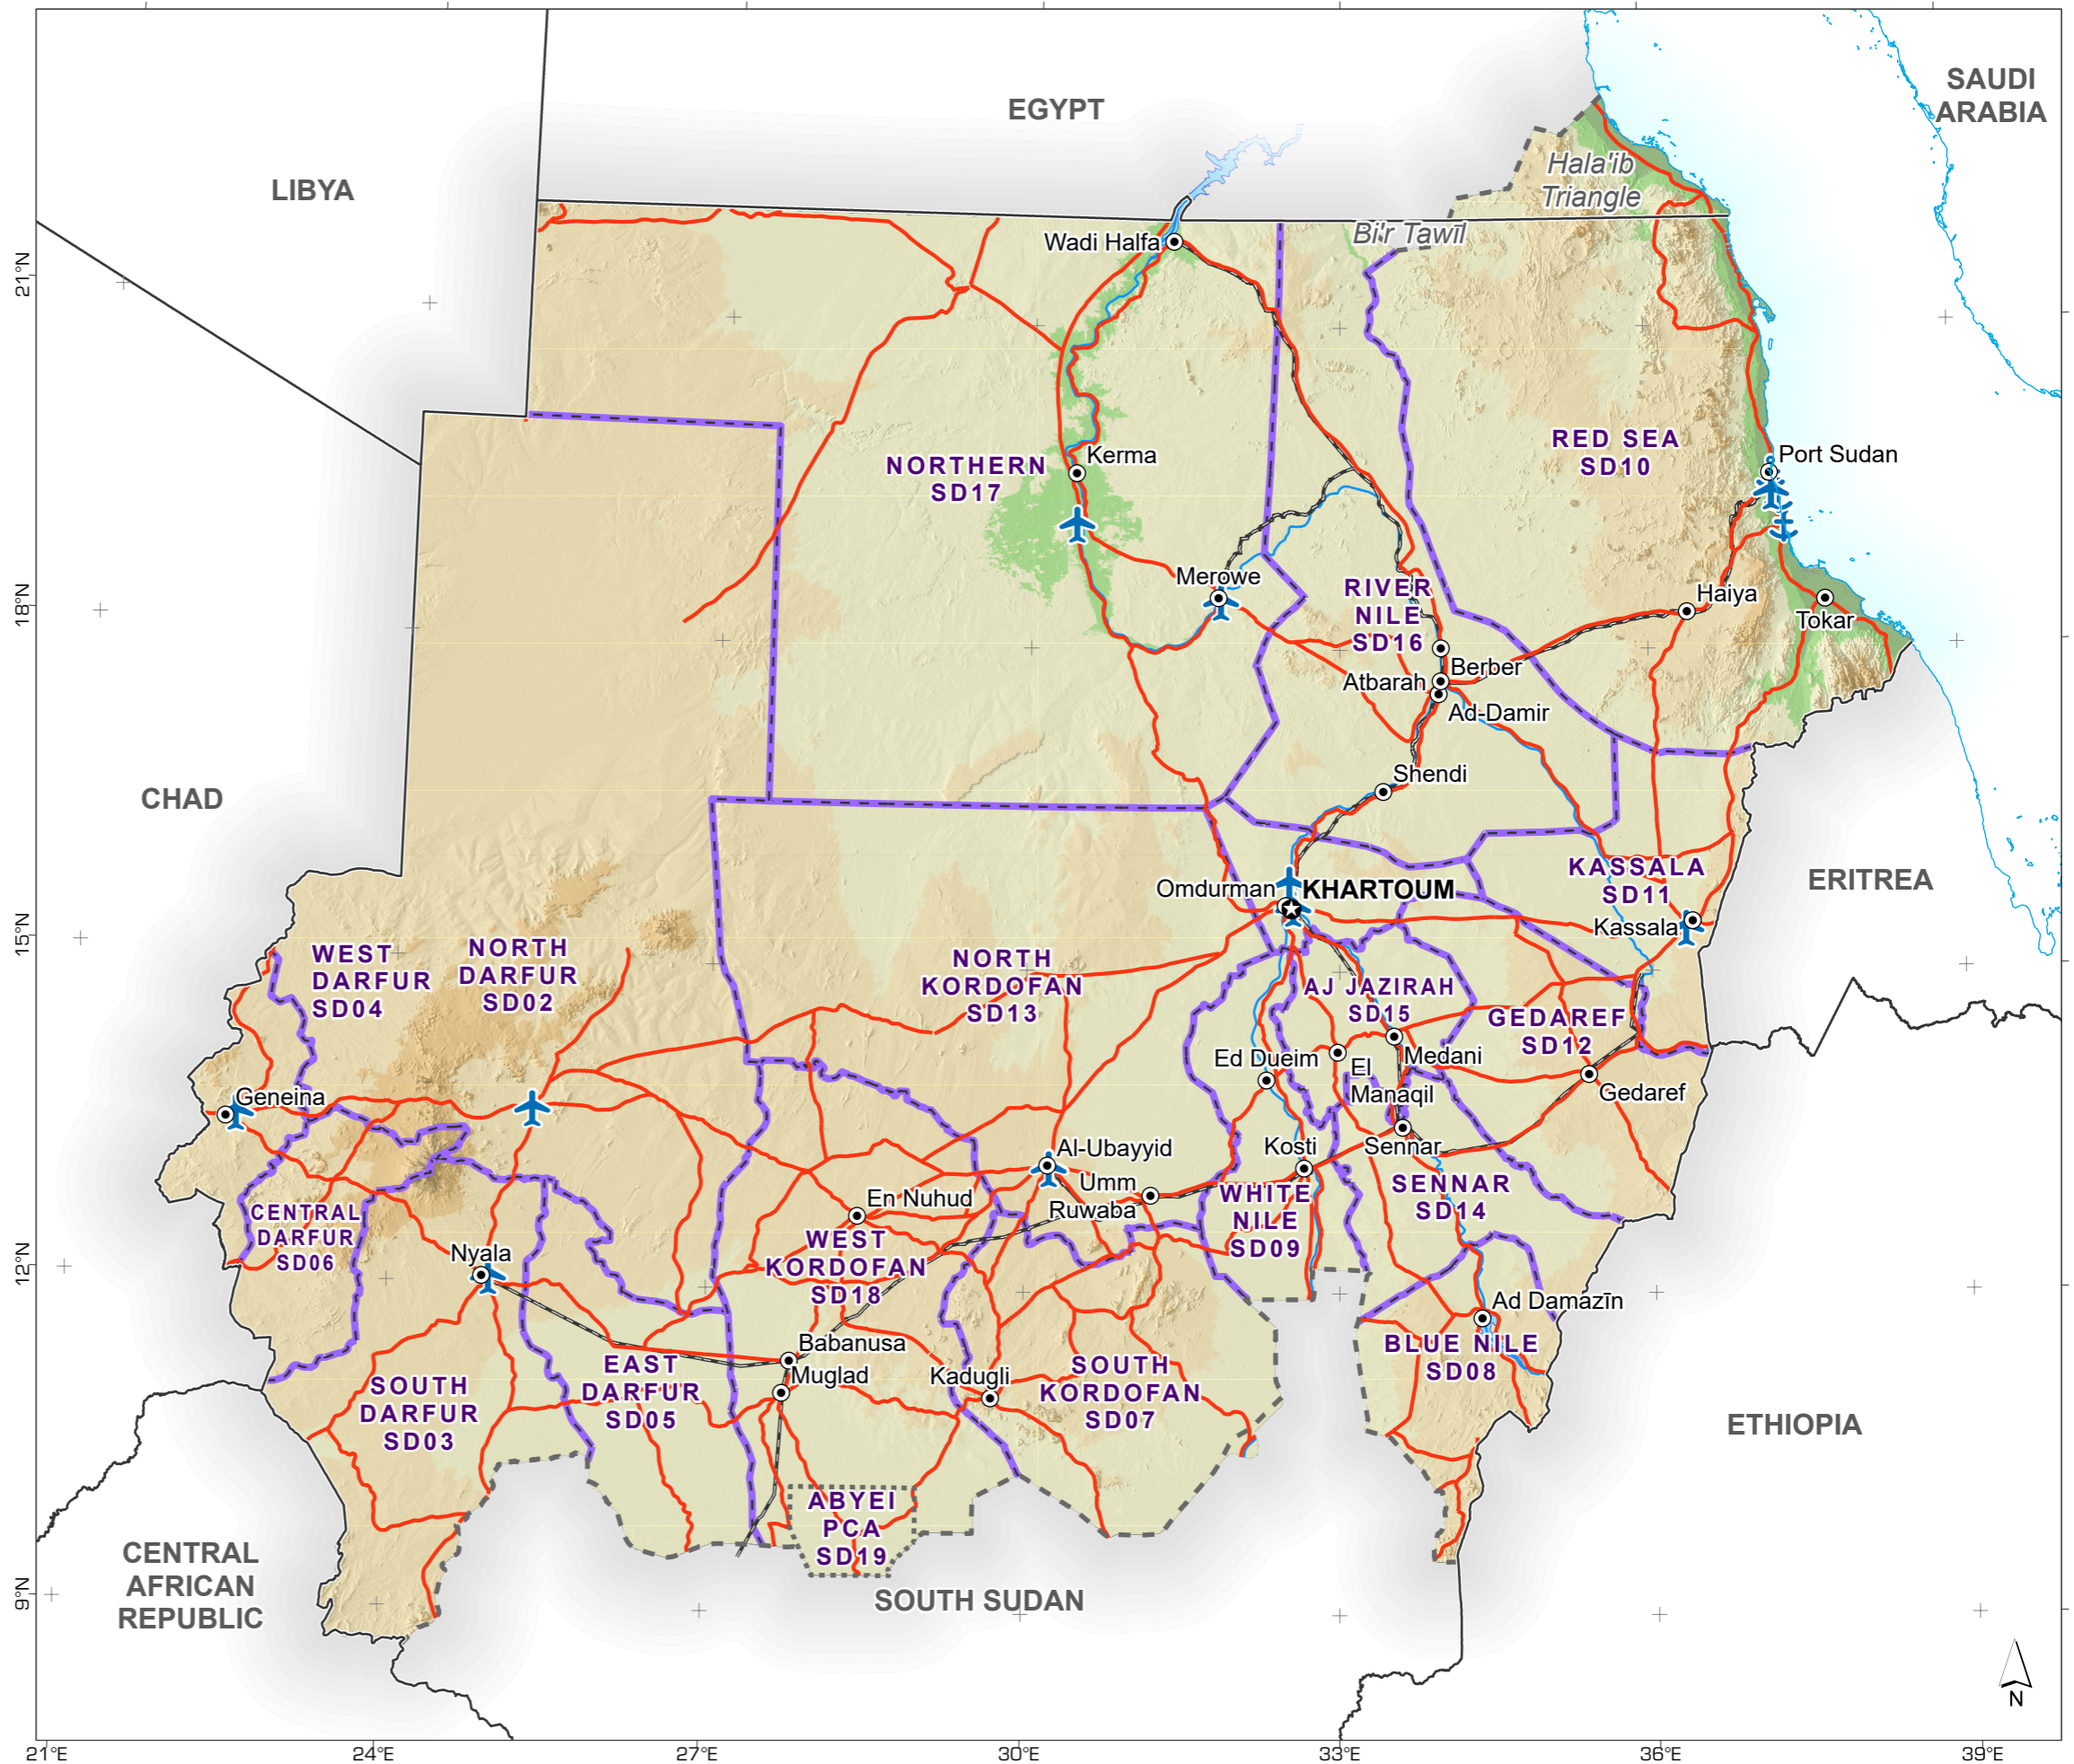 SAUDI
ARABIA
EGYPT
LIBYA
Hala'ib
Triangle
Bi'r Tawīl
Wadi Halfa
21°N
RED SEA
SD10
Port Sudan
Kerma
NORTHERN
SD17
Merowe
RIVER
NILE
SD16
Haiya
18°N
Tokar
Berber
Atbarah
Ad-Damir
Shendi
CHAD
KASSALA
SD11
ERITREA
Omdurman
KHARTOUM
Kassala
15°N
WEST
DARFUR
SD04
NORTH
DARFUR
SD02
NORTH
KORDOFAN
SD13
AJ JAZIRAH
SD15
GEDAREF
SD12
Ed Dueim
El
Manaqil
Medani
Gedaref
Geneina
Al-Ubayyid
Kosti
Sennar
Umm
Ruwaba
En Nuhud
WHITE
NILE
SD09
SENNAR
SD14
CENTRAL
DARFUR
SD06
WEST
KORDOFAN
SD18
Nyala
12°N
Ad Damazīn
BLUE NILE
SD08
Babanusa
Muglad
Kadugli
SOUTH
KORDOFAN
SD07
EAST
DARFUR
SD05
SOUTH
DARFUR
SD03
ETHIOPIA
ABYEI
PCA
SD19
CENTRAL
AFRICAN
REPUBLIC
SOUTH SUDAN
9°N
N
21°E
24°E
27°E
30°E
33°E
36°E
39°E